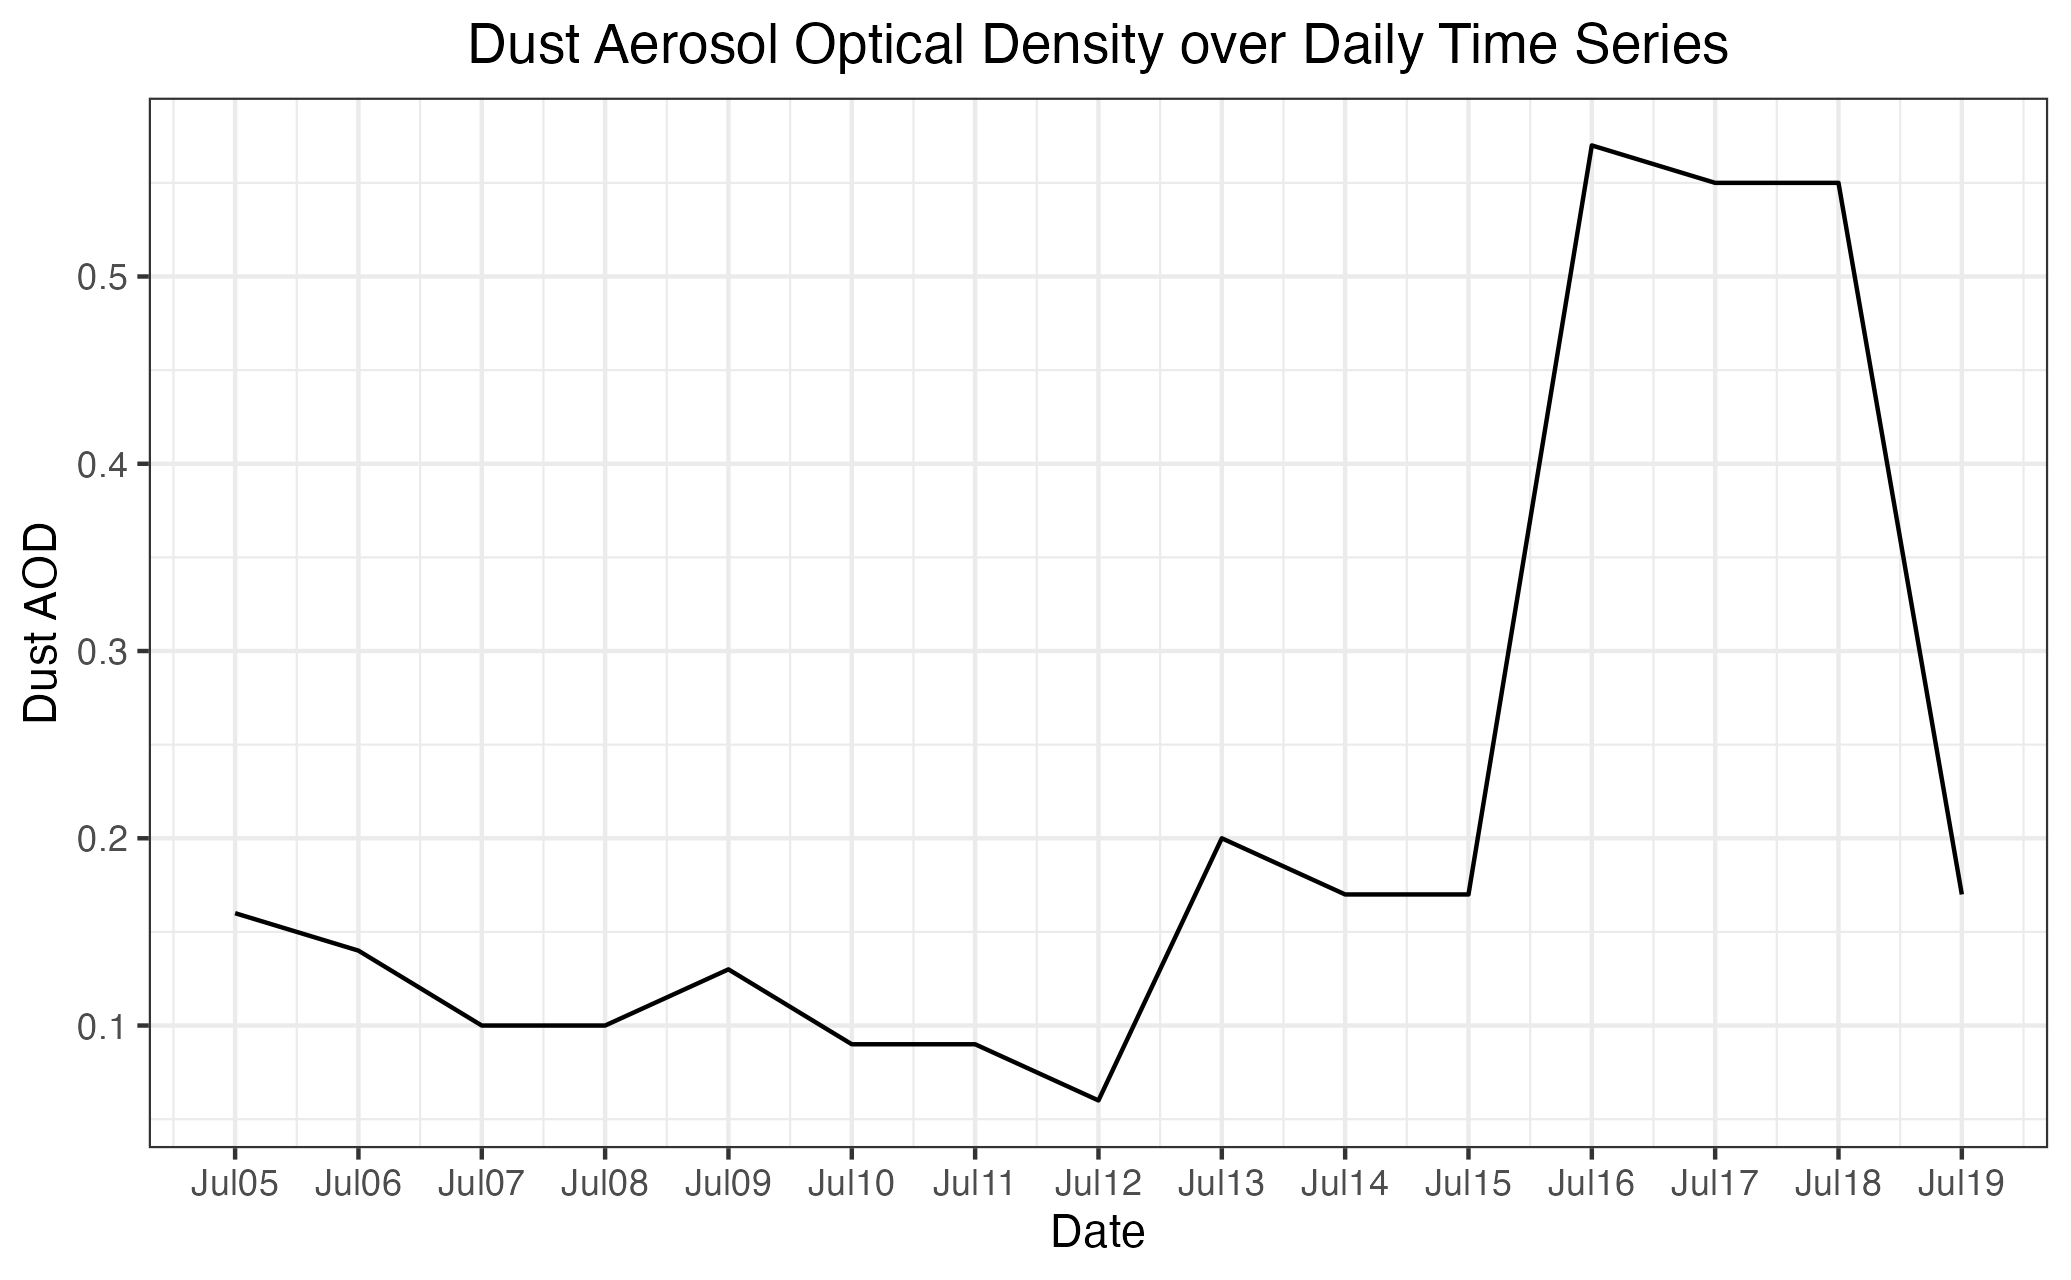 Dust Aerosol Optical Density over Daily Time Series
Dust AOD
0.5
0.4
0.3
0.2
0.1
Jul05 Jul06 Jul07 Jul08 Jul09 Jul10 Jul11 Jul12 Jul13 Jul14 Jul15 Jul16 Jul17 Jul18 Jul19
Date